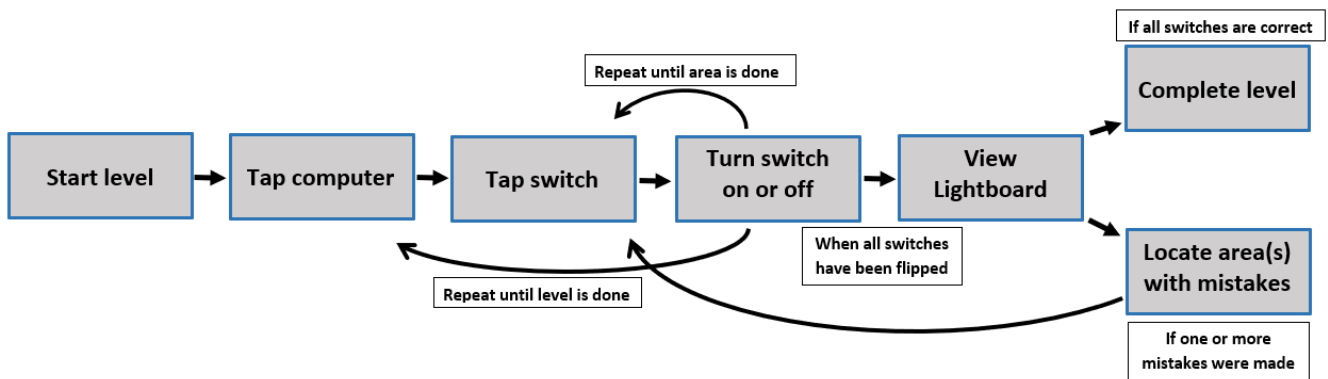 If all switches are correct
Repeat until area is done
Complete level
Start level
Tap computer
Tap switch
Turn switch
on or off
View
Lightboard
When all switches
have been flipped
Locate area(s)
with mistakes
Repeat until level is done
If one or more
mistakes were made